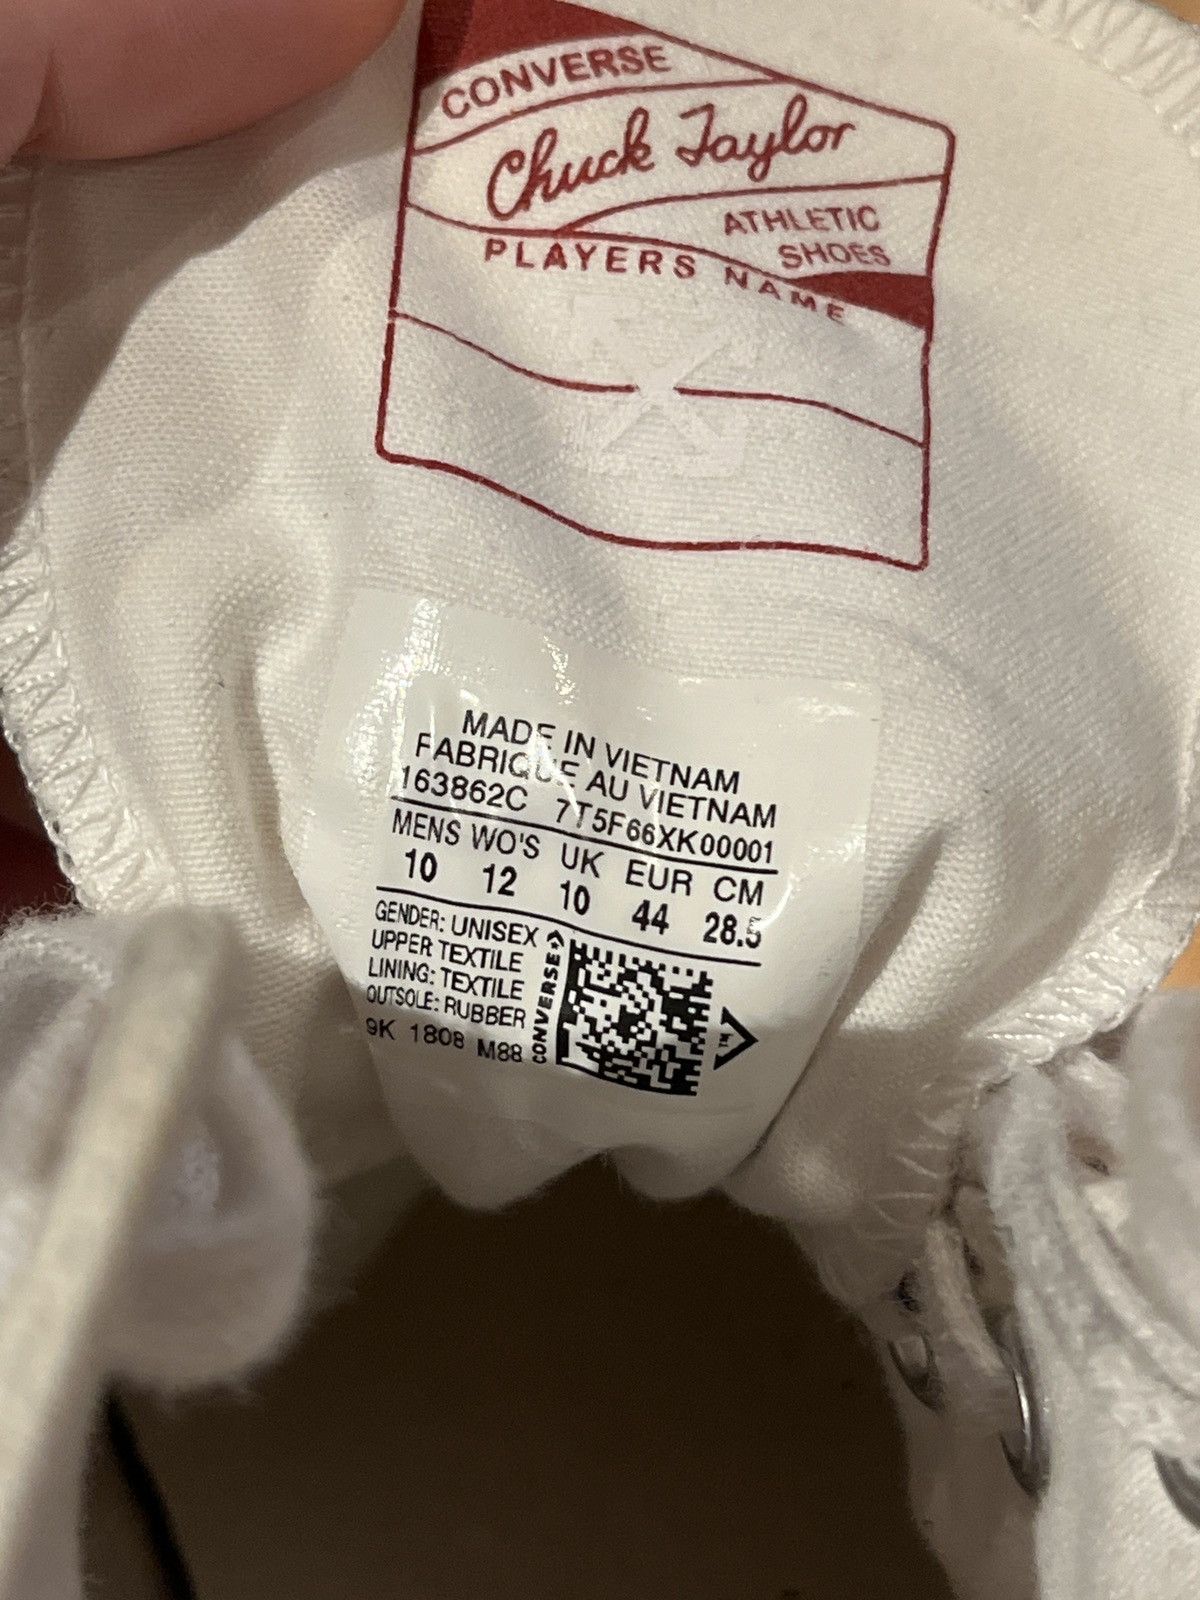 CONVERSE
Chuck Taylor
ATHLETIC
SHOES
PLAYERS NAME
MADE IN VIETNAM
FABRIQUE AU VIETNAM
163862C 7T5F66XK00001
MENS WO'S UK EUR CM
10 12 10 44 28.5
GENDER: UNISEX
UPPER TEXTILE
LINING: TEXTILE
OUTSOLE: RUBBER
9K 1808 M88
CONVERSE
TM